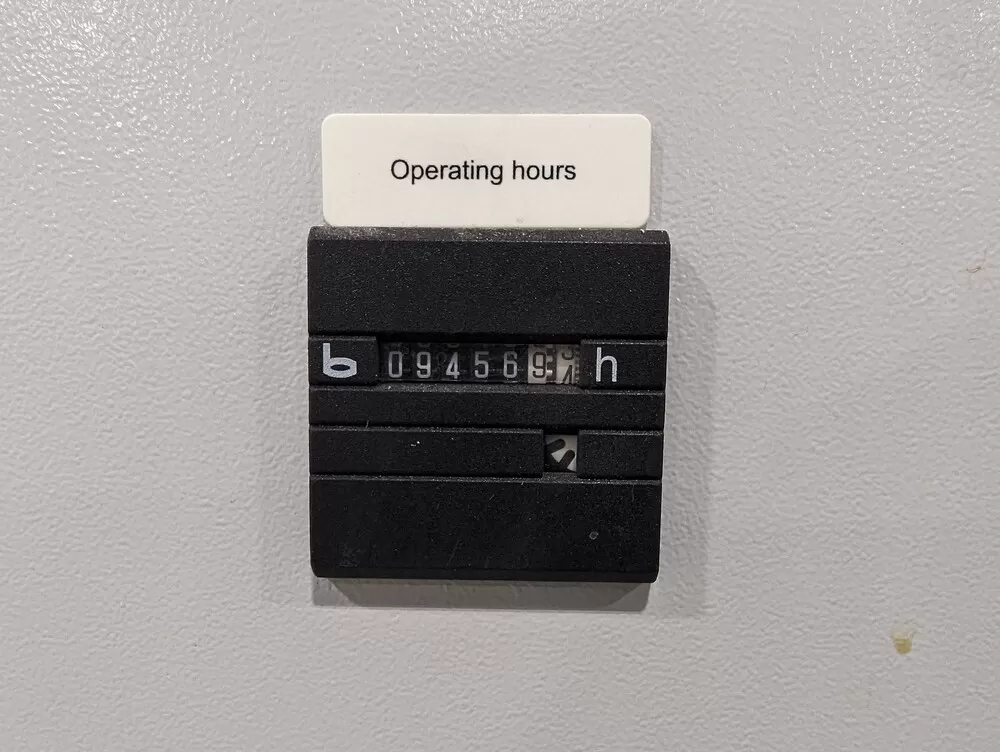 Operating hours
b 094569 h